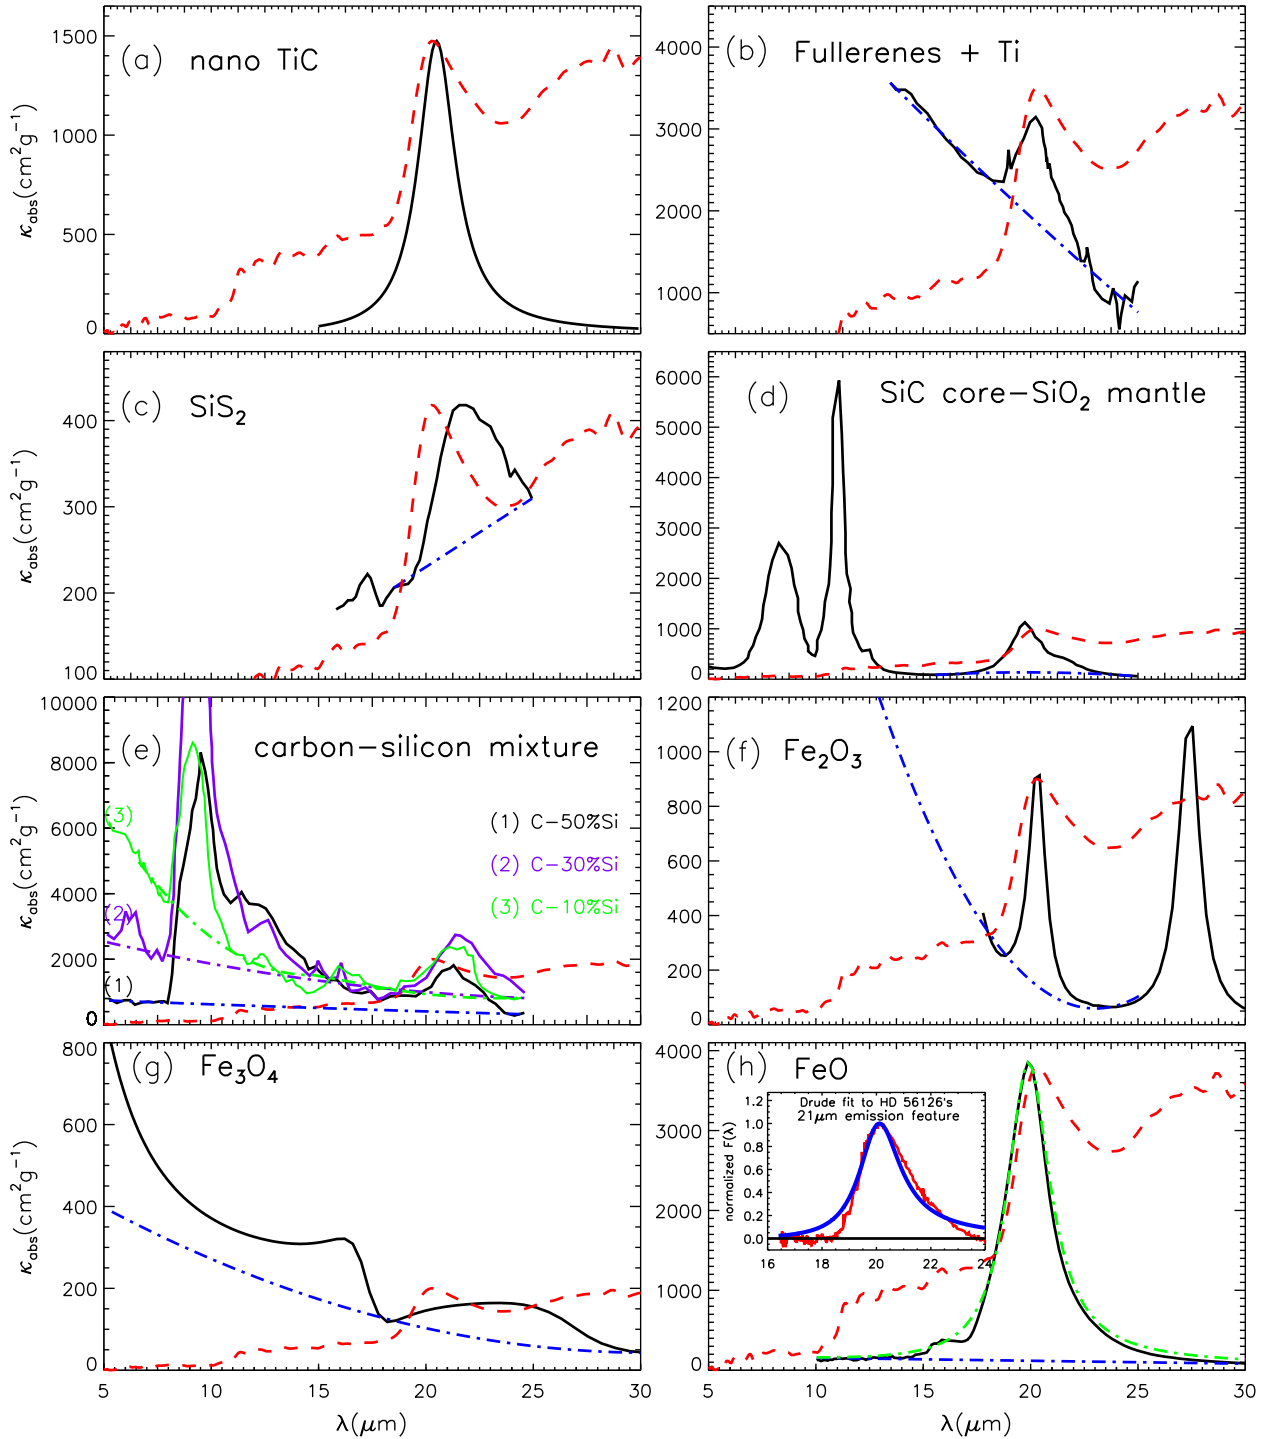 (a) nano TiC
1500
1000
500
0
κabs(cm²g⁻¹)
(b) Fullerenes + Ti
4000
3000
2000
1000
(c) SiS₂
400
300
200
100
κabs(cm²g⁻¹)
(d) SiC core–SiO₂ mantle
6000
5000
4000
3000
2000
1000
0
(e) carbon–silicon mixture
10000
8000
6000
4000
2000
0
κabs(cm²g⁻¹)
(3)
(2)
(1)
(1) C–50%Si
(2) C–30%Si
(3) C–10%Si
(f) Fe₂O₃
1200
1000
800
600
400
200
0
(g) Fe₃O₄
800
600
400
200
0
κabs(cm²g⁻¹)
5 10 15 20 25 30
λ(μm)
(h) FeO
4000
3000
2000
1000
0
Drude fit to HD 56126's
21μm emission feature
normalized F(λ)
1.2
1.0
0.8
0.6
0.4
0.2
0.0
16 18 20 22 24
5 10 15 20 25 30
λ(μm)